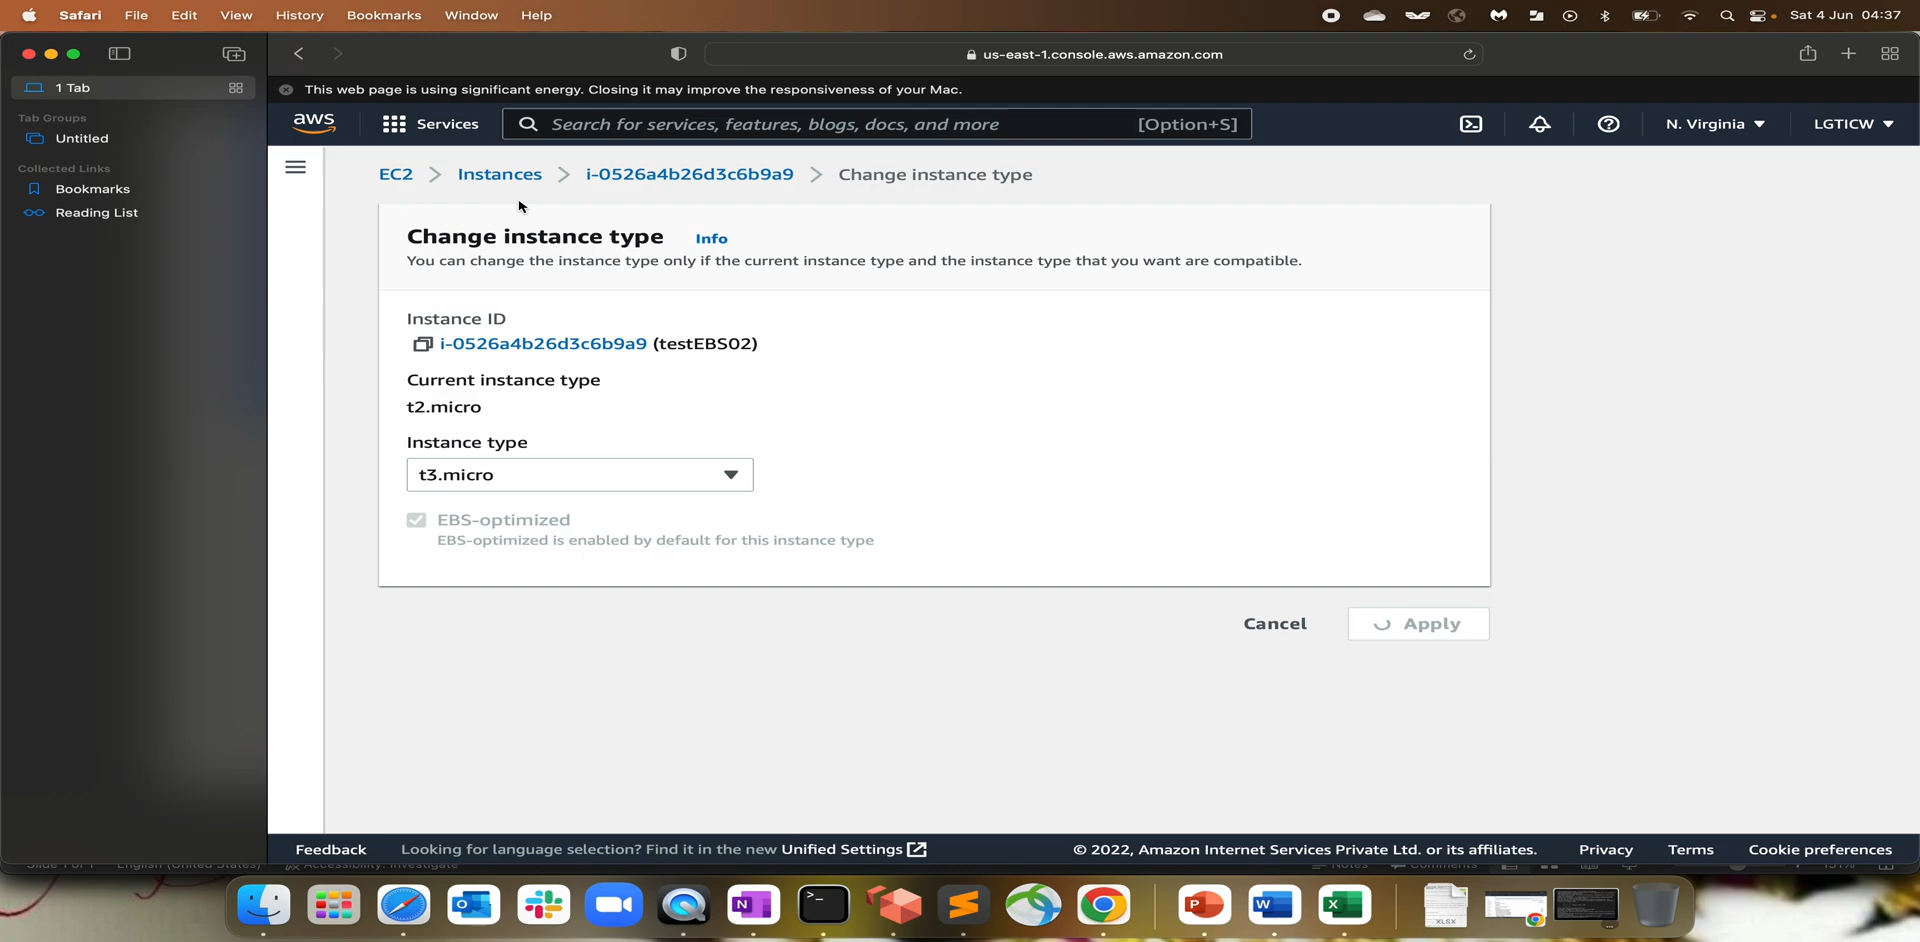 Safari File Edit View History Bookmarks Window Help
Sat 4 Jun 04:37
us-east-1.console.aws.amazon.com
1 Tab
This web page is using significant energy. Closing it may improve the responsiveness of your Mac.
Tab Groups
Untitled
Collected Links
Bookmarks
Reading List
aws Services Search for services, features, blogs, docs, and more [Option+S] N. Virginia LGTICW
EC2 > Instances > i-0526a4b26d3c6b9a9 > Change instance type
Change instance type Info
You can change the instance type only if the current instance type and the instance type that you want are compatible.
Instance ID
i-0526a4b26d3c6b9a9 (testEBS02)
Current instance type
t2.micro
Instance type
t3.micro
EBS-optimized
EBS-optimized is enabled by default for this instance type
Cancel Apply
Feedback Looking for language selection? Find it in the new Unified Settings © 2022, Amazon Internet Services Private Ltd. or its affiliates. Privacy Terms Cookie preferences
XLSX